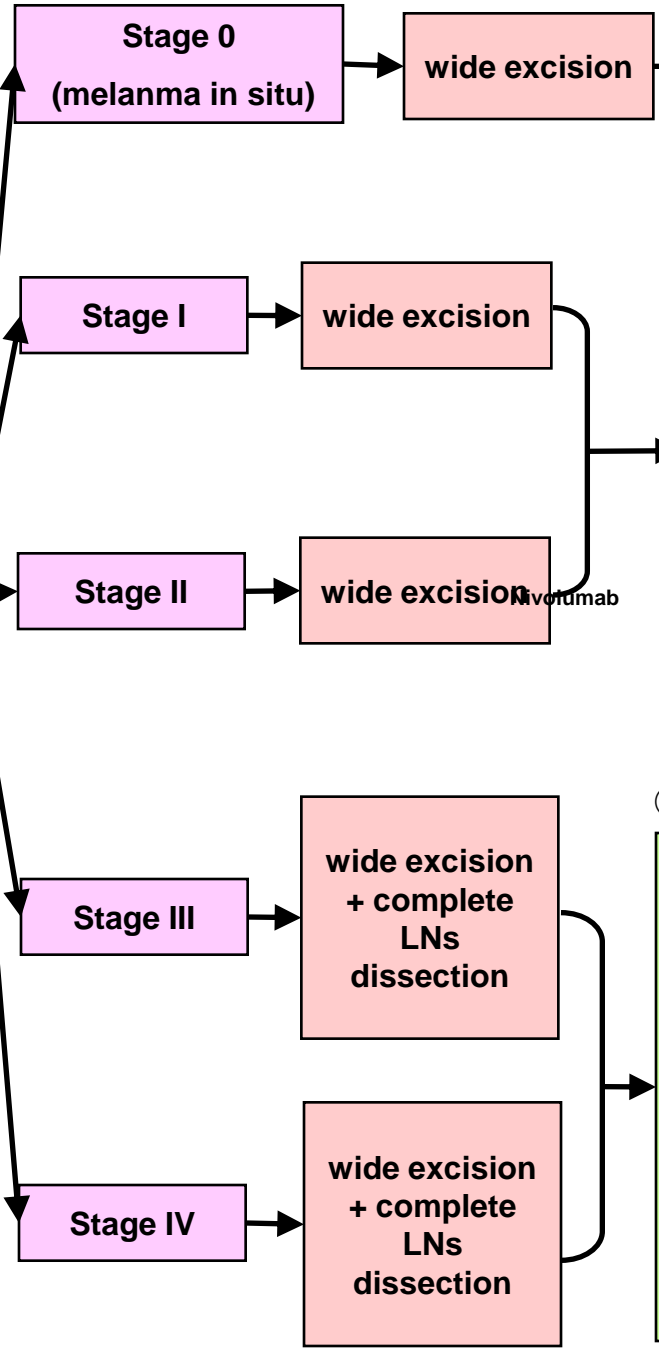 Stage 0
(melanma in situ)
wide excision
Stage I
wide excision
Stage II
wide excision
Nivolumab
Stage III
wide excision
+ complete
LNs
dissection
Stage IV
wide excision
+ complete
LNs
dissection